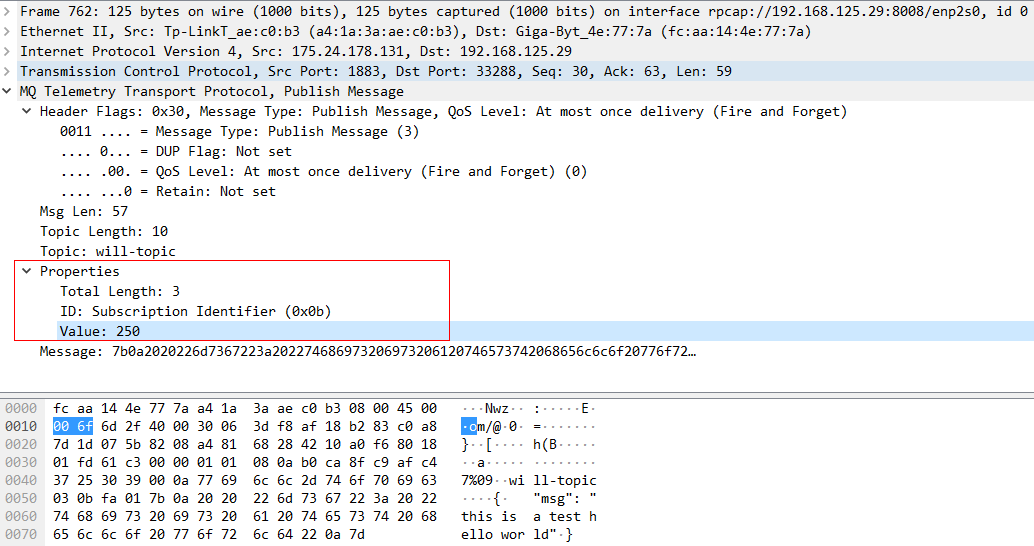 Frame 762: 125 bytes on wire (1000 bits), 125 bytes captured (1000 bits) on interface rpcap://192.168.125.29:8008/enp2s0, id 0
Ethernet II, Src: Tp-LinkT_ae:c0:b3 (a4:1a:3a:ae:c0:b3), Dst: Giga-Byt_4e:77:7a (fc:aa:14:4e:77:7a)
Internet Protocol Version 4, Src: 175.24.178.131, Dst: 192.168.125.29
Transmission Control Protocol, Src Port: 1883, Dst Port: 33288, Seq: 30, Ack: 63, Len: 59
MQ Telemetry Transport Protocol, Publish Message
Header Flags: 0x30, Message Type: Publish Message, QoS Level: At most once delivery (Fire and Forget)
0011 .... = Message Type: Publish Message (3)
.... 0... = DUP Flag: Not set
.... .00. = QoS Level: At most once delivery (Fire and Forget) (0)
.... ...0 = Retain: Not set
Msg Len: 57
Topic Length: 10
Topic: will-topic
Properties
Total Length: 3
ID: Subscription Identifier (0x0b)
Value: 250
Message: 7b0a2020226d7367223a202274686973206973206120746573742068656c6c6f20776f72…
0000 fc aa 14 4e 77 7a a4 1a 3a ae c0 b3 08 00 45 00 ···Nwz·· :·····E·
0010 00 6f 6d 2f 40 00 30 06 3d f8 af 18 b2 83 c0 a8 ·om/@·0· =·······
0020 7d 1d 07 5b 82 08 a4 81 68 28 42 10 a0 f6 80 18 }··[···· h(B·····
0030 01 fd 61 c3 00 00 01 01 08 0a b0 ca 8f c9 af c4 ··a····· ········
0040 37 25 30 39 00 0a 77 69 6c 6c 2d 74 6f 70 69 63 7%09··wi ll-topic
0050 03 0b fa 01 7b 0a 20 20 22 6d 73 67 22 3a 20 22 ····{· "msg": "
0060 74 68 69 73 20 69 73 20 61 20 74 65 73 74 20 68 this is a test h
0070 65 6c 6c 6f 20 77 6f 72 6c 64 22 0a 7d ello wor ld"·}